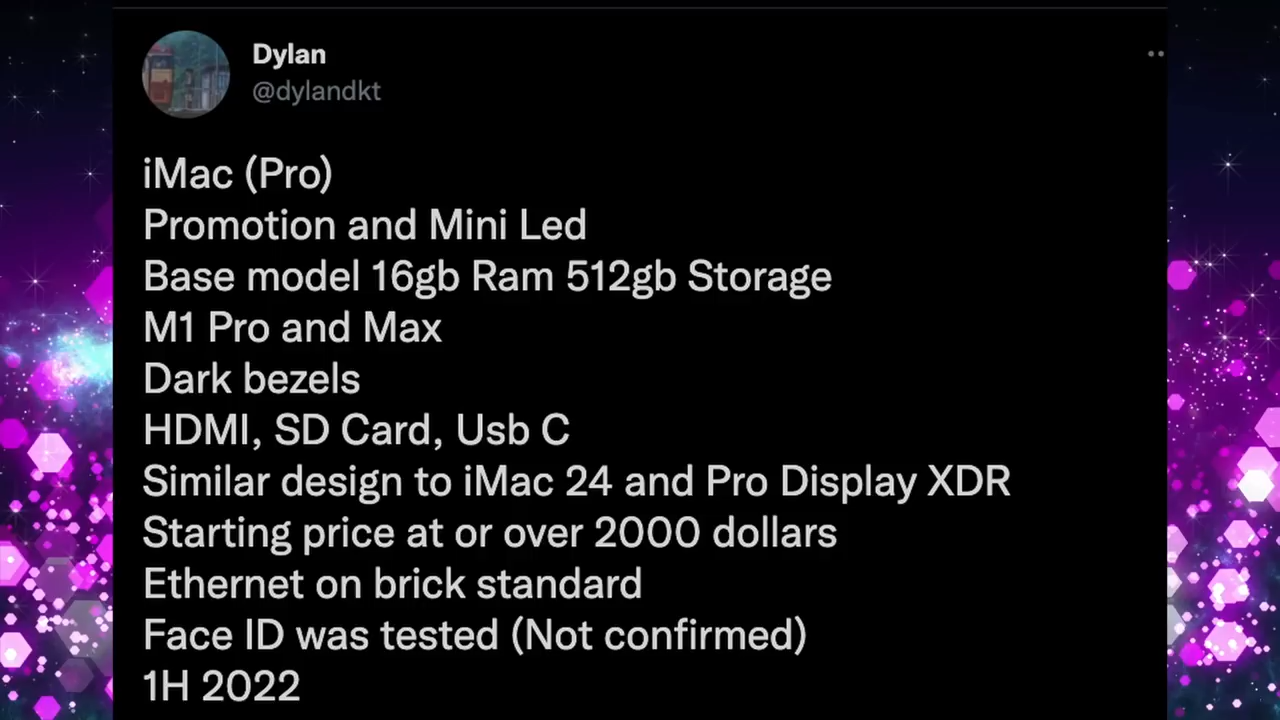 Dylan
@dylandkt
iMac (Pro)
Promotion and Mini Led
Base model 16gb Ram 512gb Storage
M1 Pro and Max
Dark bezels
HDMI, SD Card, Usb C
Similar design to iMac 24 and Pro Display XDR
Starting price at or over 2000 dollars
Ethernet on brick standard
Face ID was tested (Not confirmed)
1H 2022